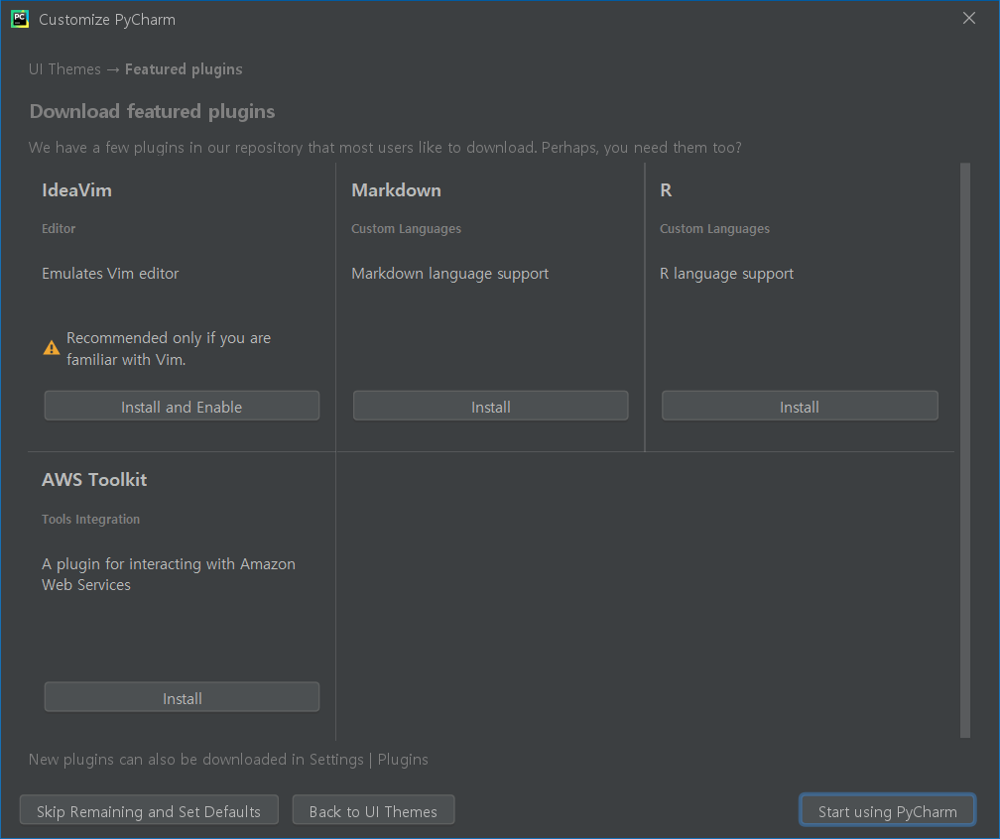 PC
Customize PyCharm
UI Themes → Featured plugins
Download featured plugins
We have a few plugins in our repository that most users like to download. Perhaps, you need them too?
IdeaVim
Editor
Emulates Vim editor
Recommended only if you are
familiar with Vim.
Install and Enable
Markdown
Custom Languages
Markdown language support
Install
R
Custom Languages
R language support
Install
AWS Toolkit
Tools Integration
A plugin for interacting with Amazon
Web Services
Install
New plugins can also be downloaded in Settings | Plugins
Skip Remaining and Set Defaults
Back to UI Themes
Start using PyCharm